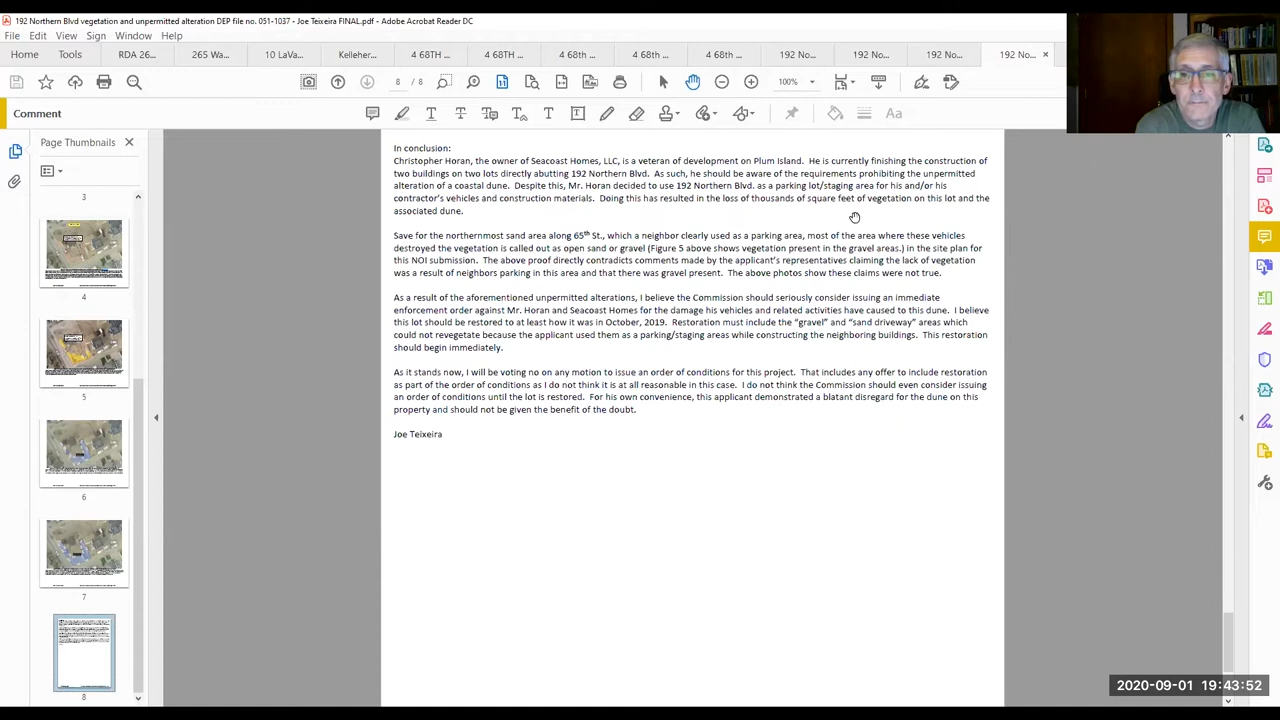 192 Northern Blvd vegetation and unpermitted alteration DEP file no. 051-1037 - Joe Teixeira FINAL.pdf - Adobe Acrobat Reader DC
File Edit View Sign Window Help
Home Tools RDA 26... 265 Wa... 10 LaVa... Kelleher... 4 68TH ... 4 68TH ... 4 68th ... 4 68th ... 4 68th ... 192 No... 192 No... 192 No... 192 No... ×
8 / 8 100%
Comment
Page Thumbnails
3
4
5
6
7
8
In conclusion:
Christopher Horan, the owner of Seacoast Homes, LLC, is a veteran of development on Plum Island. He is currently finishing the construction of
two buildings on two lots directly abutting 192 Northern Blvd. As such, he should be aware of the requirements prohibiting the unpermitted
alteration of a coastal dune. Despite this, Mr. Horan decided to use 192 Northern Blvd. as a parking lot/staging area for his and/or his
contractor's vehicles and construction materials. Doing this has resulted in the loss of thousands of square feet of vegetation on this lot and the
associated dune.
Save for the northernmost sand area along 65th St., which a neighbor clearly used as a parking area, most of the area where these vehicles
destroyed the vegetation is called out as open sand or gravel (Figure 5 above shows vegetation present in the gravel areas.) in the site plan for
this NOI submission. The above proof directly contradicts comments made by the applicant's representatives claiming the lack of vegetation
was a result of neighbors parking in this area and that there was gravel present. The above photos show these claims were not true.
As a result of the aforementioned unpermitted alterations, I believe the Commission should seriously consider issuing an immediate
enforcement order against Mr. Horan and Seacoast Homes for the damage his vehicles and related activities have caused to this dune. I believe
this lot should be restored to at least how it was in October, 2019. Restoration must include the "gravel" and "sand driveway" areas which
could not revegetate because the applicant used them as a parking/staging areas while constructing the neighboring buildings. This restoration
should begin immediately.
As it stands now, I will be voting no on any motion to issue an order of conditions for this project. That includes any offer to include restoration
as part of the order of conditions as I do not think it is at all reasonable in this case. I do not think the Commission should even consider issuing
an order of conditions until the lot is restored. For his own convenience, this applicant demonstrated a blatant disregard for the dune on this
property and should not be given the benefit of the doubt.
Joe Teixeira
2020-09-01 19:43:52